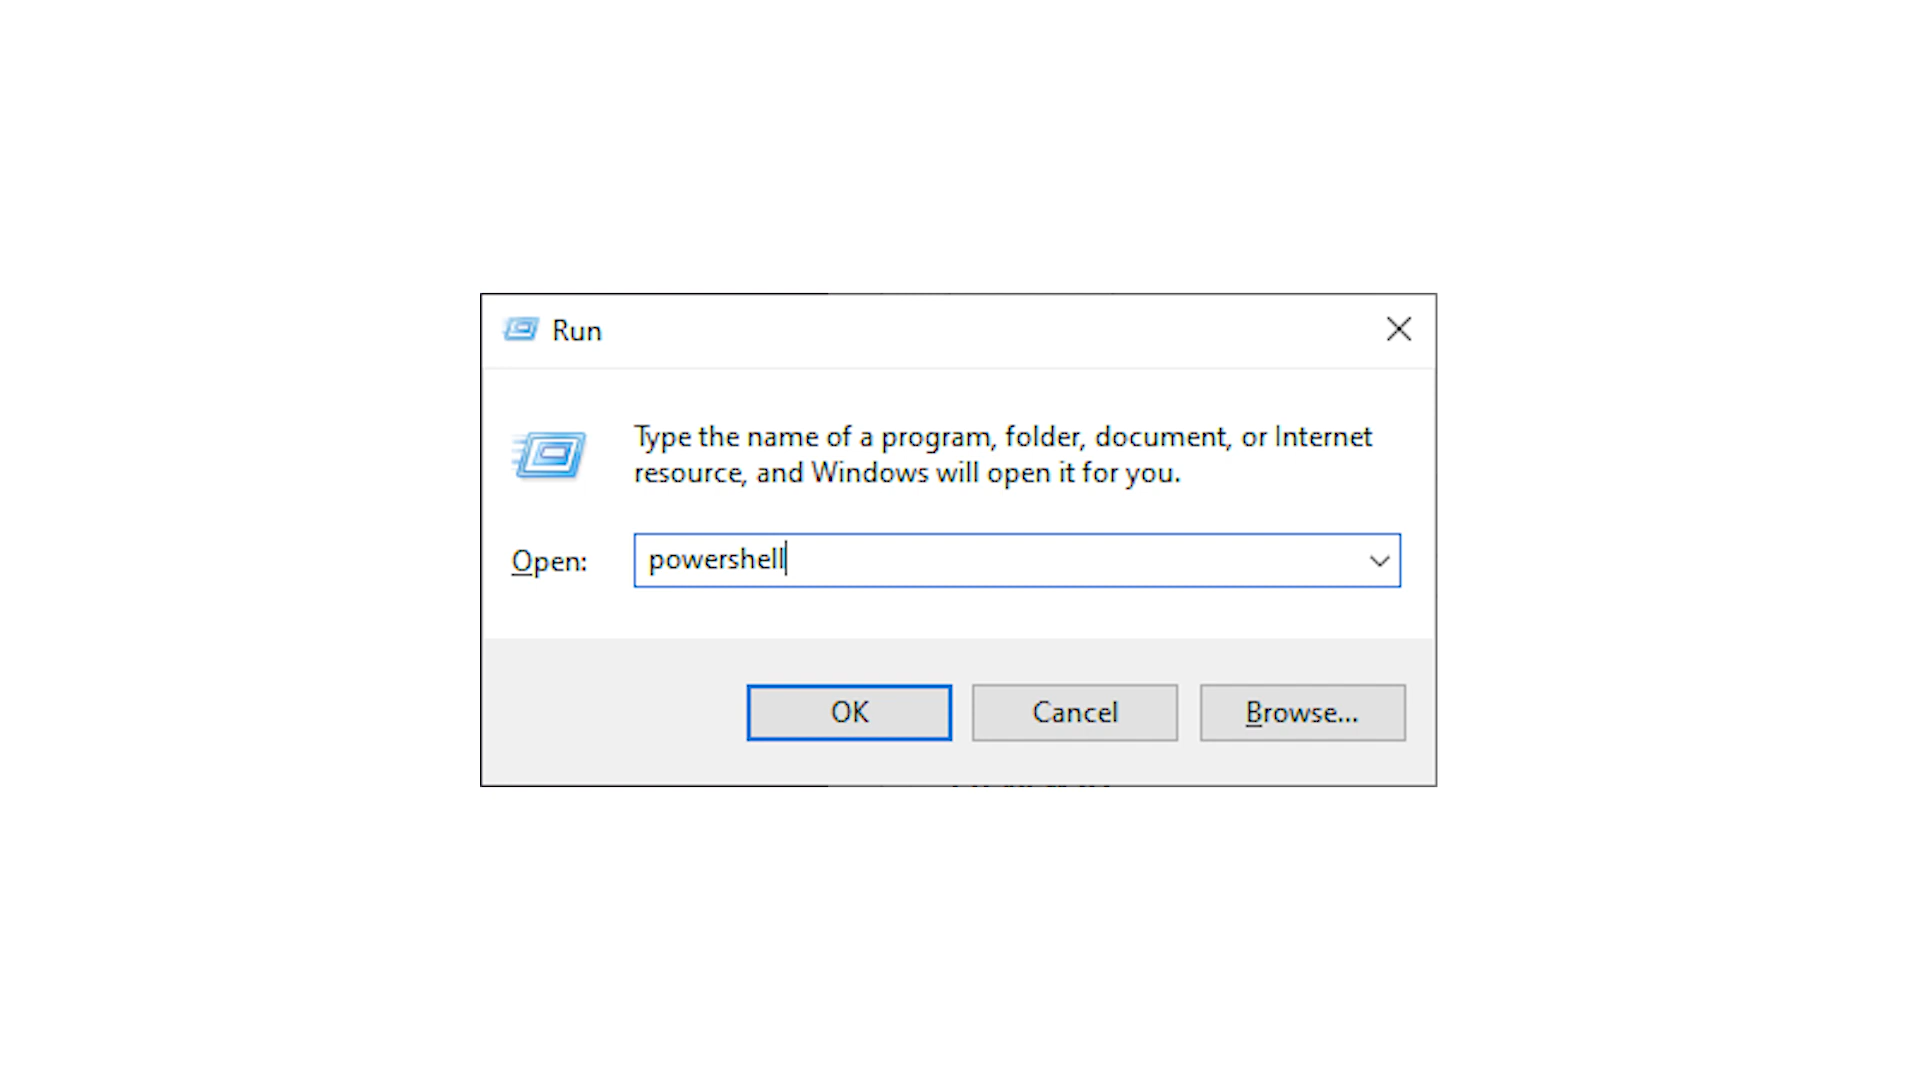 Run
Type the name of a program, folder, document, or Internet
resource, and Windows will open it for you.
Open: powershell
OK Cancel Browse...